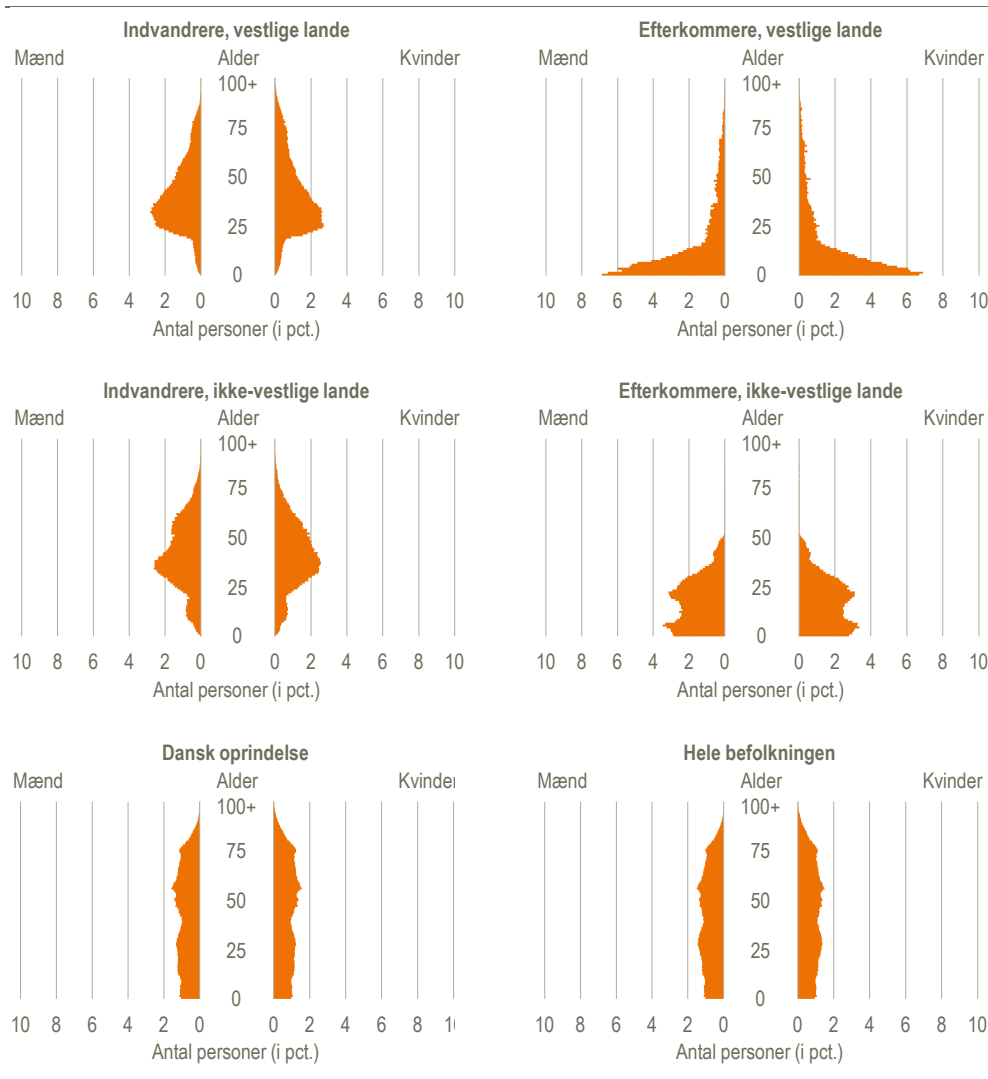 Indvandrere, vestlige lande
Mænd Alder Kvinder
100+
75
50
25
0
10 8 6 4 2 0 0 2 4 6 8 10
Antal personer (i pct.)
Efterkommere, vestlige lande
Mænd Alder Kvinder
100+
75
50
25
0
10 8 6 4 2 0 0 2 4 6 8 10
Antal personer (i pct.)
Indvandrere, ikke-vestlige lande
Mænd Alder Kvinder
100+
75
50
25
0
10 8 6 4 2 0 0 2 4 6 8 10
Antal personer (i pct.)
Efterkommere, ikke-vestlige lande
Mænd Alder Kvinder
100+
75
50
25
0
10 8 6 4 2 0 0 2 4 6 8 10
Antal personer (i pct.)
Dansk oprindelse
Mænd Alder Kvinder
100+
75
50
25
0
10 8 6 4 2 0 0 2 4 6 8 1
Antal personer (i pct.)
Hele befolkningen
Mænd Alder Kvinder
100+
75
50
25
0
10 8 6 4 2 0 0 2 4 6 8 10
Antal personer (i pct.)